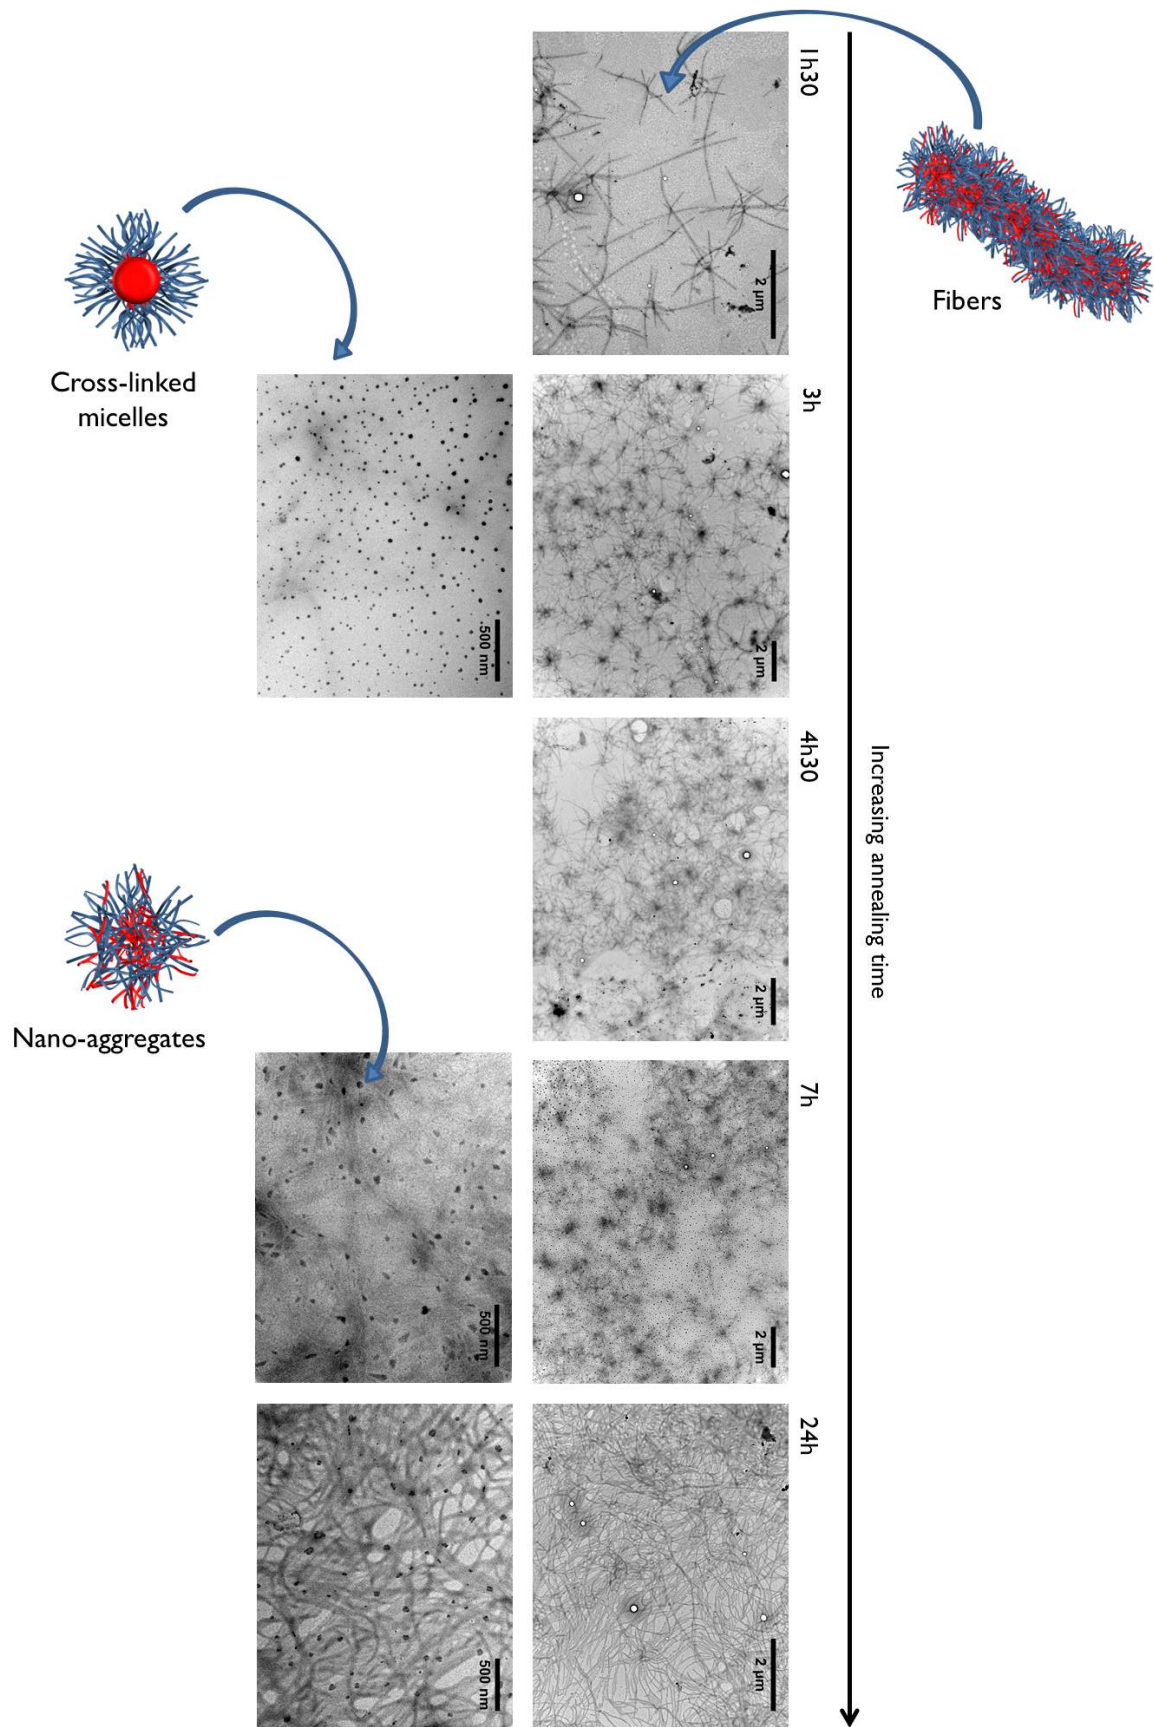 1h30
2 µm
Fibers
Cross-linked
micelles
3h
500 nm
2 µm
4h30
2 µm
Increasing annealing time
Nano-aggregates
7h
500 nm
2 µm
24h
500 nm
2 µm